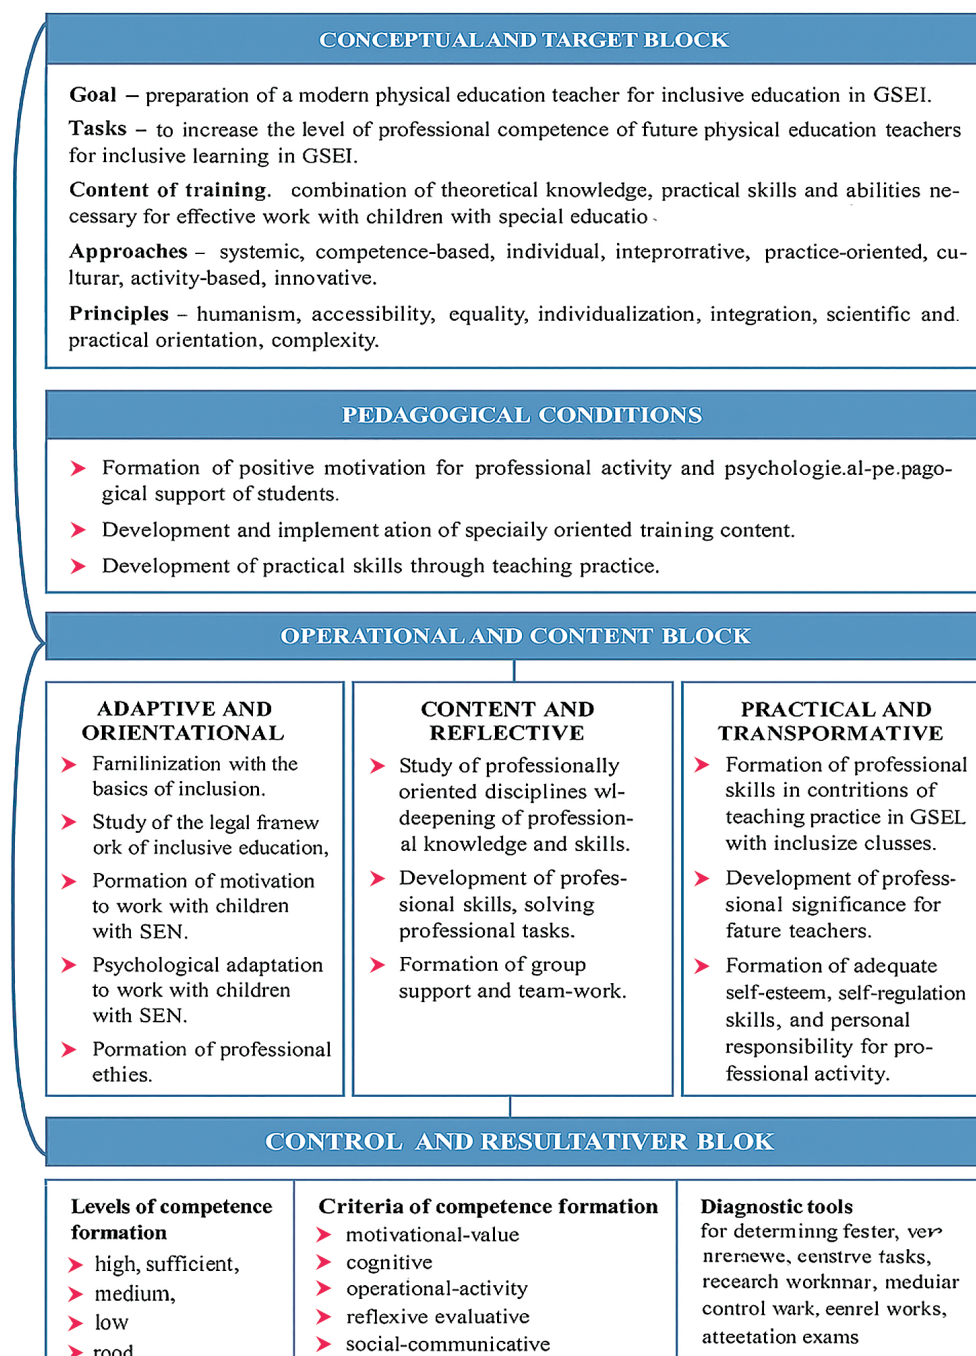 CONCEPTUAL AND TARGET BLOCK
Goal – preparation of a modern physical education teacher for inclusive education in GSEI.
Tasks – to increase the level of professional competence of future physical education teachers
for inclusive learning in GSEI.
Content of training. combination of theoretical knowledge, practical skills and abilities ne-
cessary for effective work with children with special educatio
Approaches – systemic, competence-based, individual, inteprotrative, practice-oriented, cu-
lturar, activity-based, innovative.
Principles – humanism, accessibility, equality, individualization, integration, scientific and.
practical orientation, complexity.
PEDAGOGICAL CONDITIONS
➤ Formation of positive motivation for professional activity and psychologie.al-pe.pago-
gical support of students.
➤ Development and implement ation of speciaily oriented training content.
➤ Development of practical skills through teaching practice.
OPERATIONAL AND CONTENT BLOCK
ADAPTIVE AND
ORIENTATIONAL
➤ Farnilinization with the
basics of inclusion.
➤ Study of the legal franew
ork of inclusive education,
➤ Pormation of motivation
to work with children
with SEN.
➤ Psychological adaptation
to work with children
with SEN.
➤ Pormation of professional
ethies.
CONTENT AND
REFLECTIVE
➤ Study of professionally
oriented disciplines wl-
deepening of profession-
al knowledge and skills.
➤ Development of profes-
sional skills, solving
professional tasks.
➤ Formation of group
support and team-work.
PRACTICAL AND
TRANSPORMATIVE
➤ Formation of professional
skills in contritions of
teaching practice in GSEL
with inclusize clusses.
➤ Development of profess-
sional significance for
fature teachers.
➤ Formation of adequate
self-esteem, self-regulation
skills, and personal
responsibility for pro-
fessional activity.
CONTROL AND RESULTATIVER BLOK
Levels of competence
formation
➤ high, sufficient,
➤ medium,
➤ low
➤ rood
Criteria of competence formation
➤ motivational-value
➤ cognitive
➤ operational-activity
➤ reflexive evaluative
➤ social-communicative
Diagnostic tools
for determinng fester,
tasks,
recearch worknnar, meduiar
control wark, eenrel works,
atteetation exams